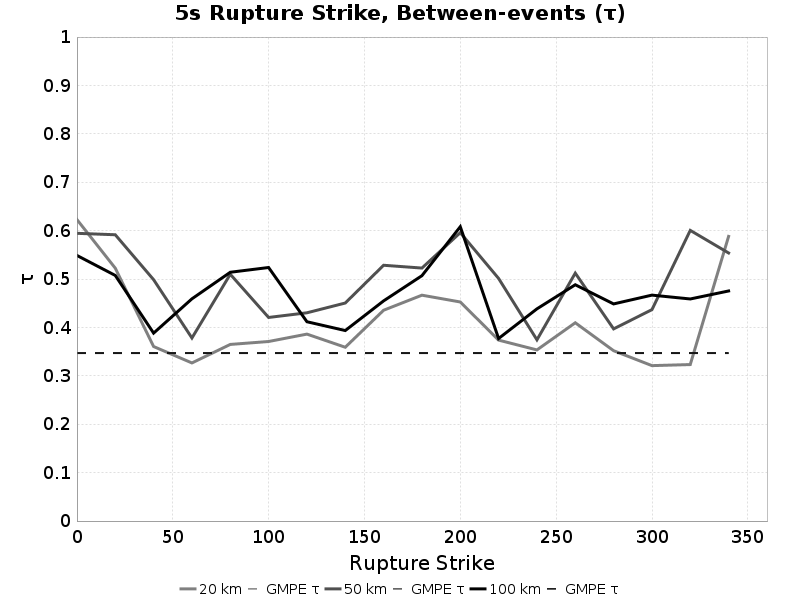 5s Rupture Strike, Between-events (τ)
1
0.9
0.8
0.7
0.6
0.5
0.4
0.3
0.2
0.1
0
τ
0 50 100 150 200 250 300 350
Rupture Strike
20 km GMPE τ 50 km GMPE τ 100 km GMPE τ